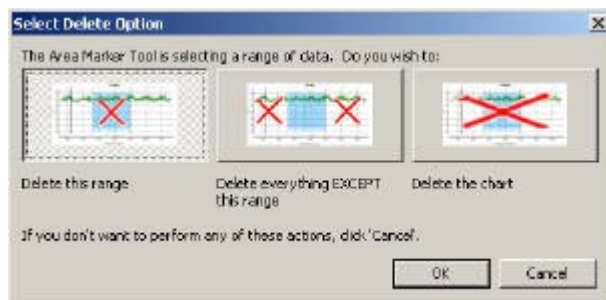 Select Delete Option
The Area Marker Tool is selecting a range of data. Do you wish to:
Delete this range
Delete everything EXCEPT
this range
Delete the chart
If you don't want to perform any of these actions, click 'Cancel'.
OK
Cancel